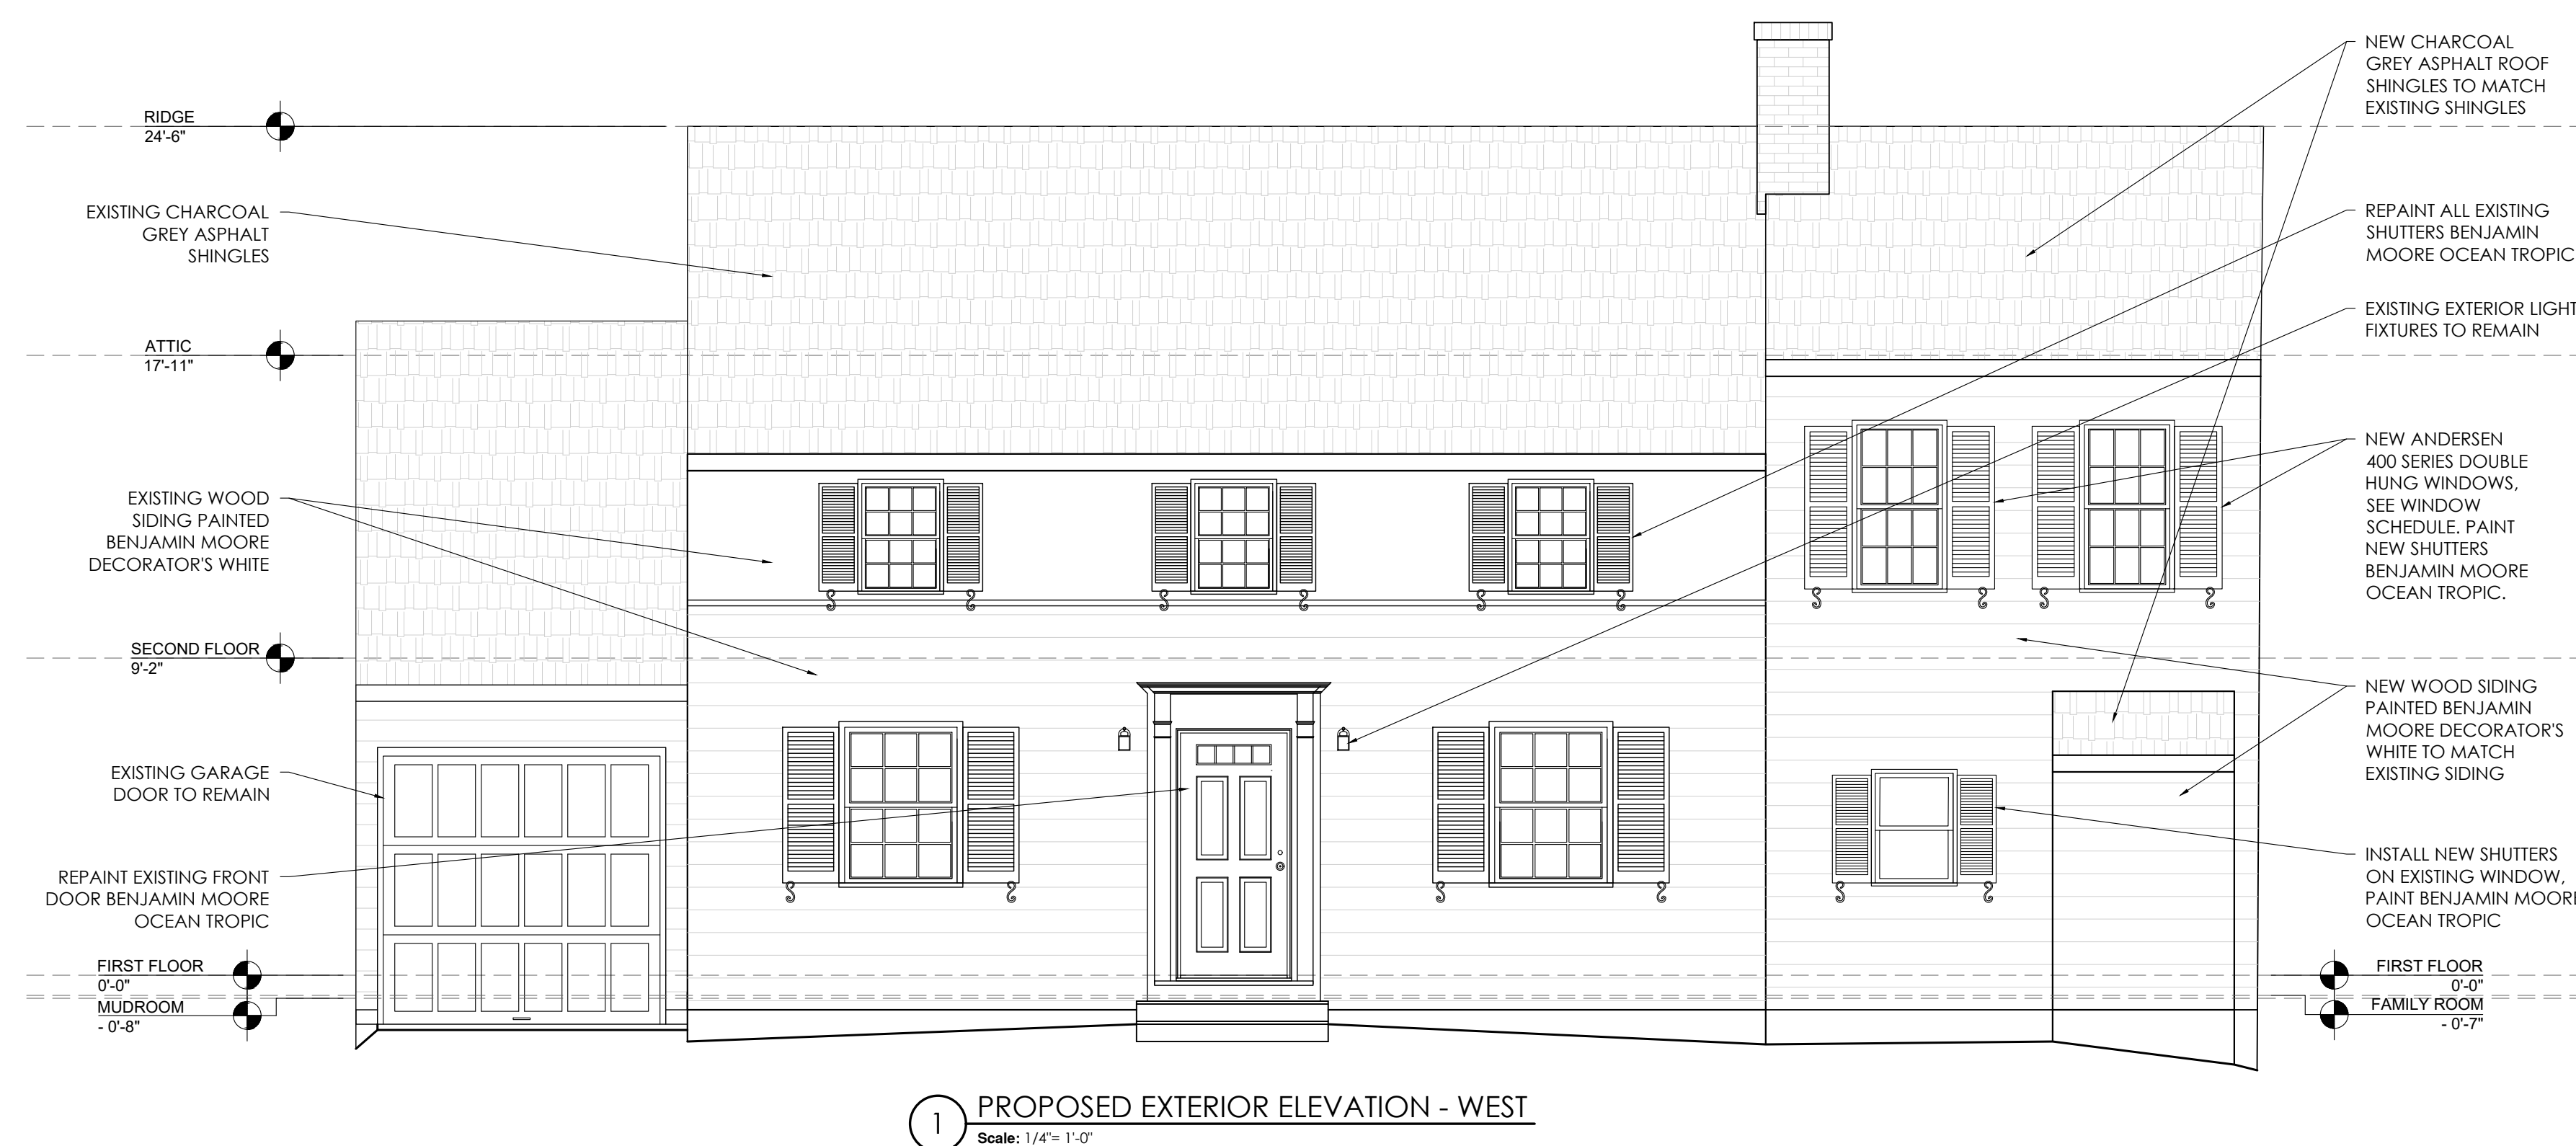 RIDGE
24'-6"
EXISTING CHARCOAL
GREY ASPHALT
SHINGLES
ATTIC
17'-11"
EXISTING WOOD
SIDING PAINTED
BENJAMIN MOORE
DECORATOR'S WHITE
SECOND FLOOR
9'-2"
EXISTING GARAGE
DOOR TO REMAIN
REPAINT EXISTING FRONT
DOOR BENJAMIN MOORE
OCEAN TROPIC
FIRST FLOOR
0'-0"
MUDROOM
- 0'-8"
NEW CHARCOAL
GREY ASPHALT ROOF
SHINGLES TO MATCH
EXISTING SHINGLES
REPAINT ALL EXISTING
SHUTTERS BENJAMIN
MOORE OCEAN TROPIC
EXISTING EXTERIOR LIGHT
FIXTURES TO REMAIN
NEW ANDERSEN
400 SERIES DOUBLE
HUNG WINDOWS,
SEE WINDOW
SCHEDULE. PAINT
NEW SHUTTERS
BENJAMIN MOORE
OCEAN TROPIC.
NEW WOOD SIDING
PAINTED BENJAMIN
MOORE DECORATOR'S
WHITE TO MATCH
EXISTING SIDING
INSTALL NEW SHUTTERS
ON EXISTING WINDOW,
PAINT BENJAMIN MOORE
OCEAN TROPIC
FIRST FLOOR
0'-0"
FAMILY ROOM
- 0'-7"
1 PROPOSED EXTERIOR ELEVATION - WEST
Scale: 1/4"= 1'-0"